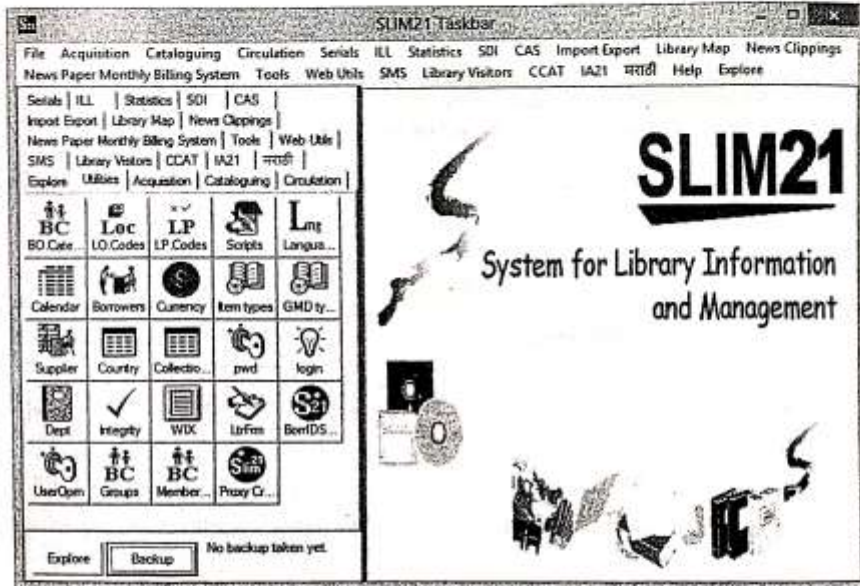 SLIM21 Taskbar
File Acquisition Cataloguing Circulation Serials ILL Statistics SDI CAS Import Export Library Map News Clippings
News Paper Monthly Billing System Tools Web Utils SMS Library Visitors CCAT IA21 मराठी Help Explore
Serials ILL Statistics SDI CAS
Import Export Library Map News Clippings
News Paper Monthly Billing System Tools Web-Utils
SMS Library Visitors CCAT IA21 मराठी
Explore Utilities Acquisition Cataloguing Circulation
BC Loc LP Lng
BO.Cate... LO.Codes LP.Codes Scripts Langua...
Calendar Borrowers Currency Item types GMD ty...
Supplier Country Collectio... pwd login
Dept Integrity WIX LtrFrm BorrIDS...
BC BC Slim21
UserOpm Groups Member... Proxy Cr...
Explore Backup No backup taken yet.
SLIM21
System for Library Information
and Management